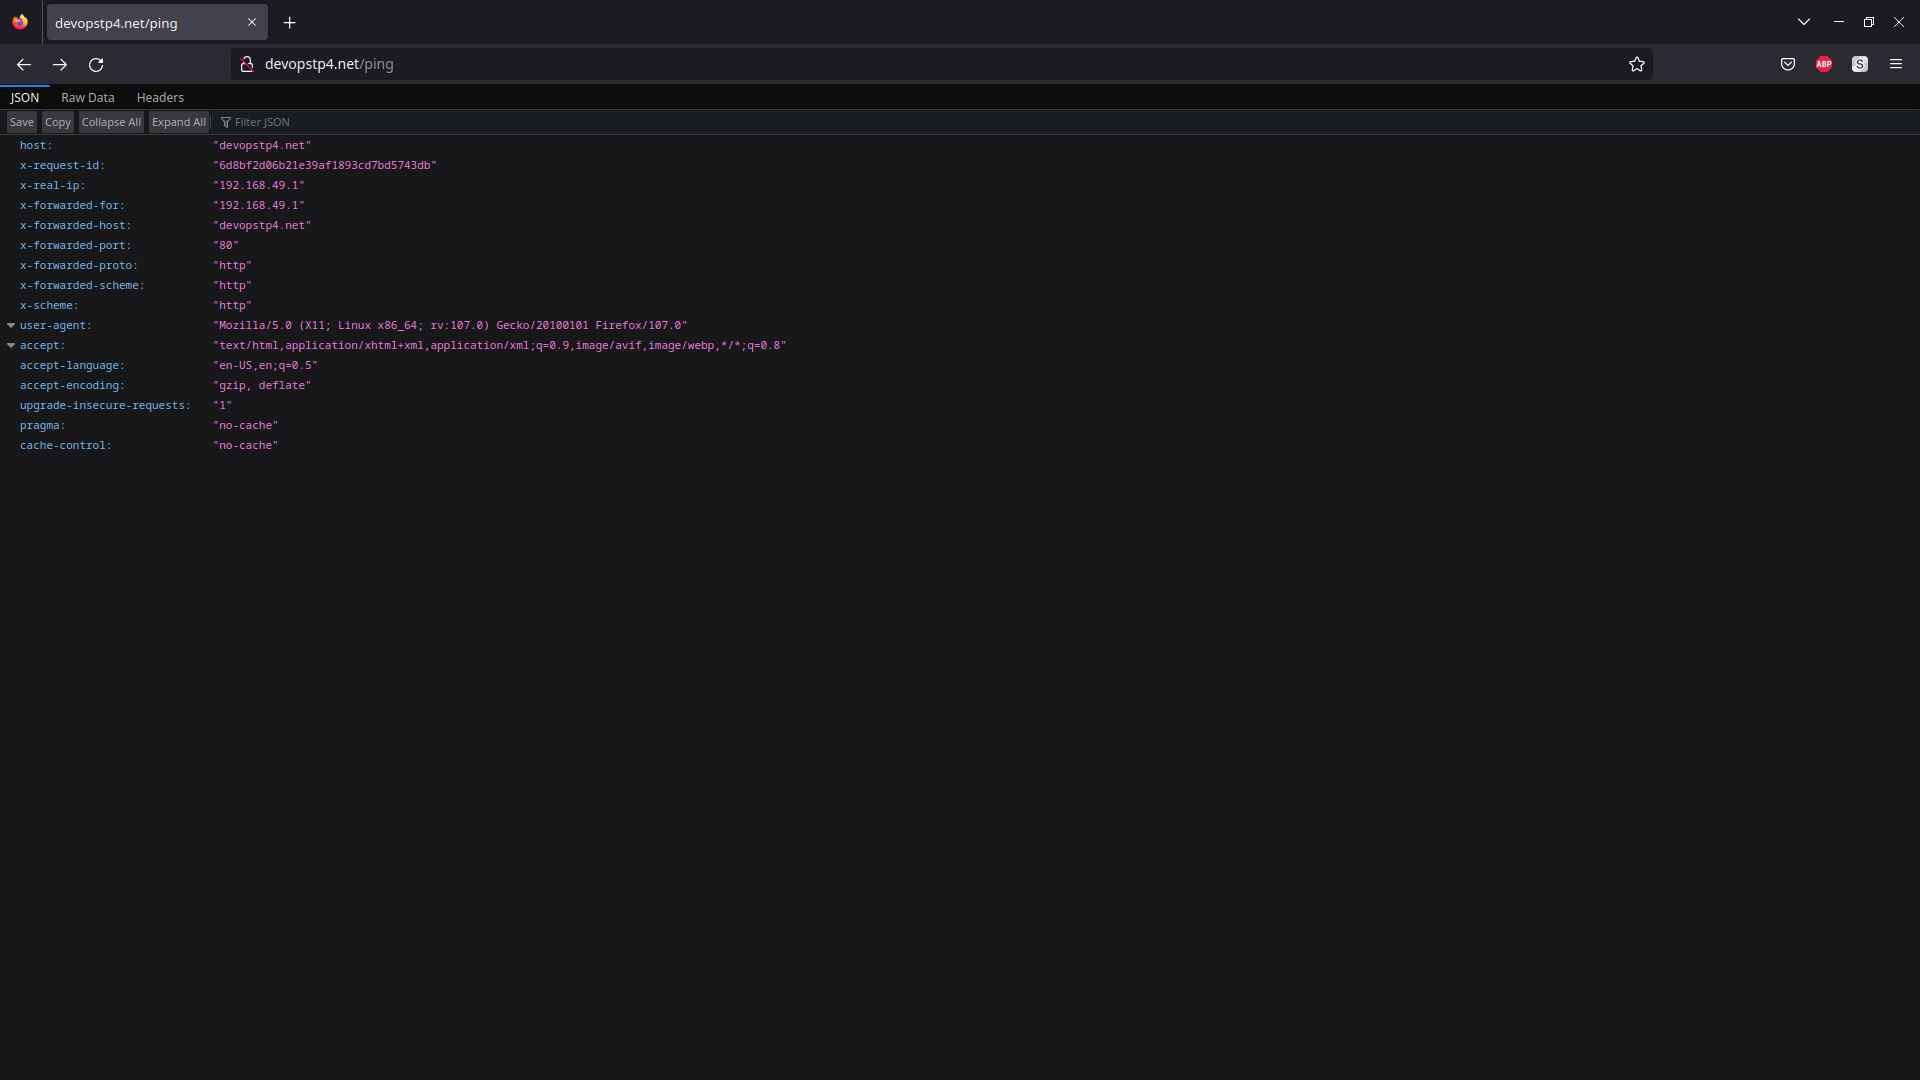 devopstp4.net/ping
devopstp4.net/ping
ABP
S
JSON Raw Data Headers
Save Copy Collapse All Expand All Filter JSON
host: "devopstp4.net"
x-request-id: "6d8bf2d06b21e39af1893cd7bd5743db"
x-real-ip: "192.168.49.1"
x-forwarded-for: "192.168.49.1"
x-forwarded-host: "devopstp4.net"
x-forwarded-port: "80"
x-forwarded-proto: "http"
x-forwarded-scheme: "http"
x-scheme: "http"
user-agent: "Mozilla/5.0 (X11; Linux x86_64; rv:107.0) Gecko/20100101 Firefox/107.0"
accept: "text/html,application/xhtml+xml,application/xml;q=0.9,image/avif,image/webp,*/*;q=0.8"
accept-language: "en-US,en;q=0.5"
accept-encoding: "gzip, deflate"
upgrade-insecure-requests: "1"
pragma: "no-cache"
cache-control: "no-cache"